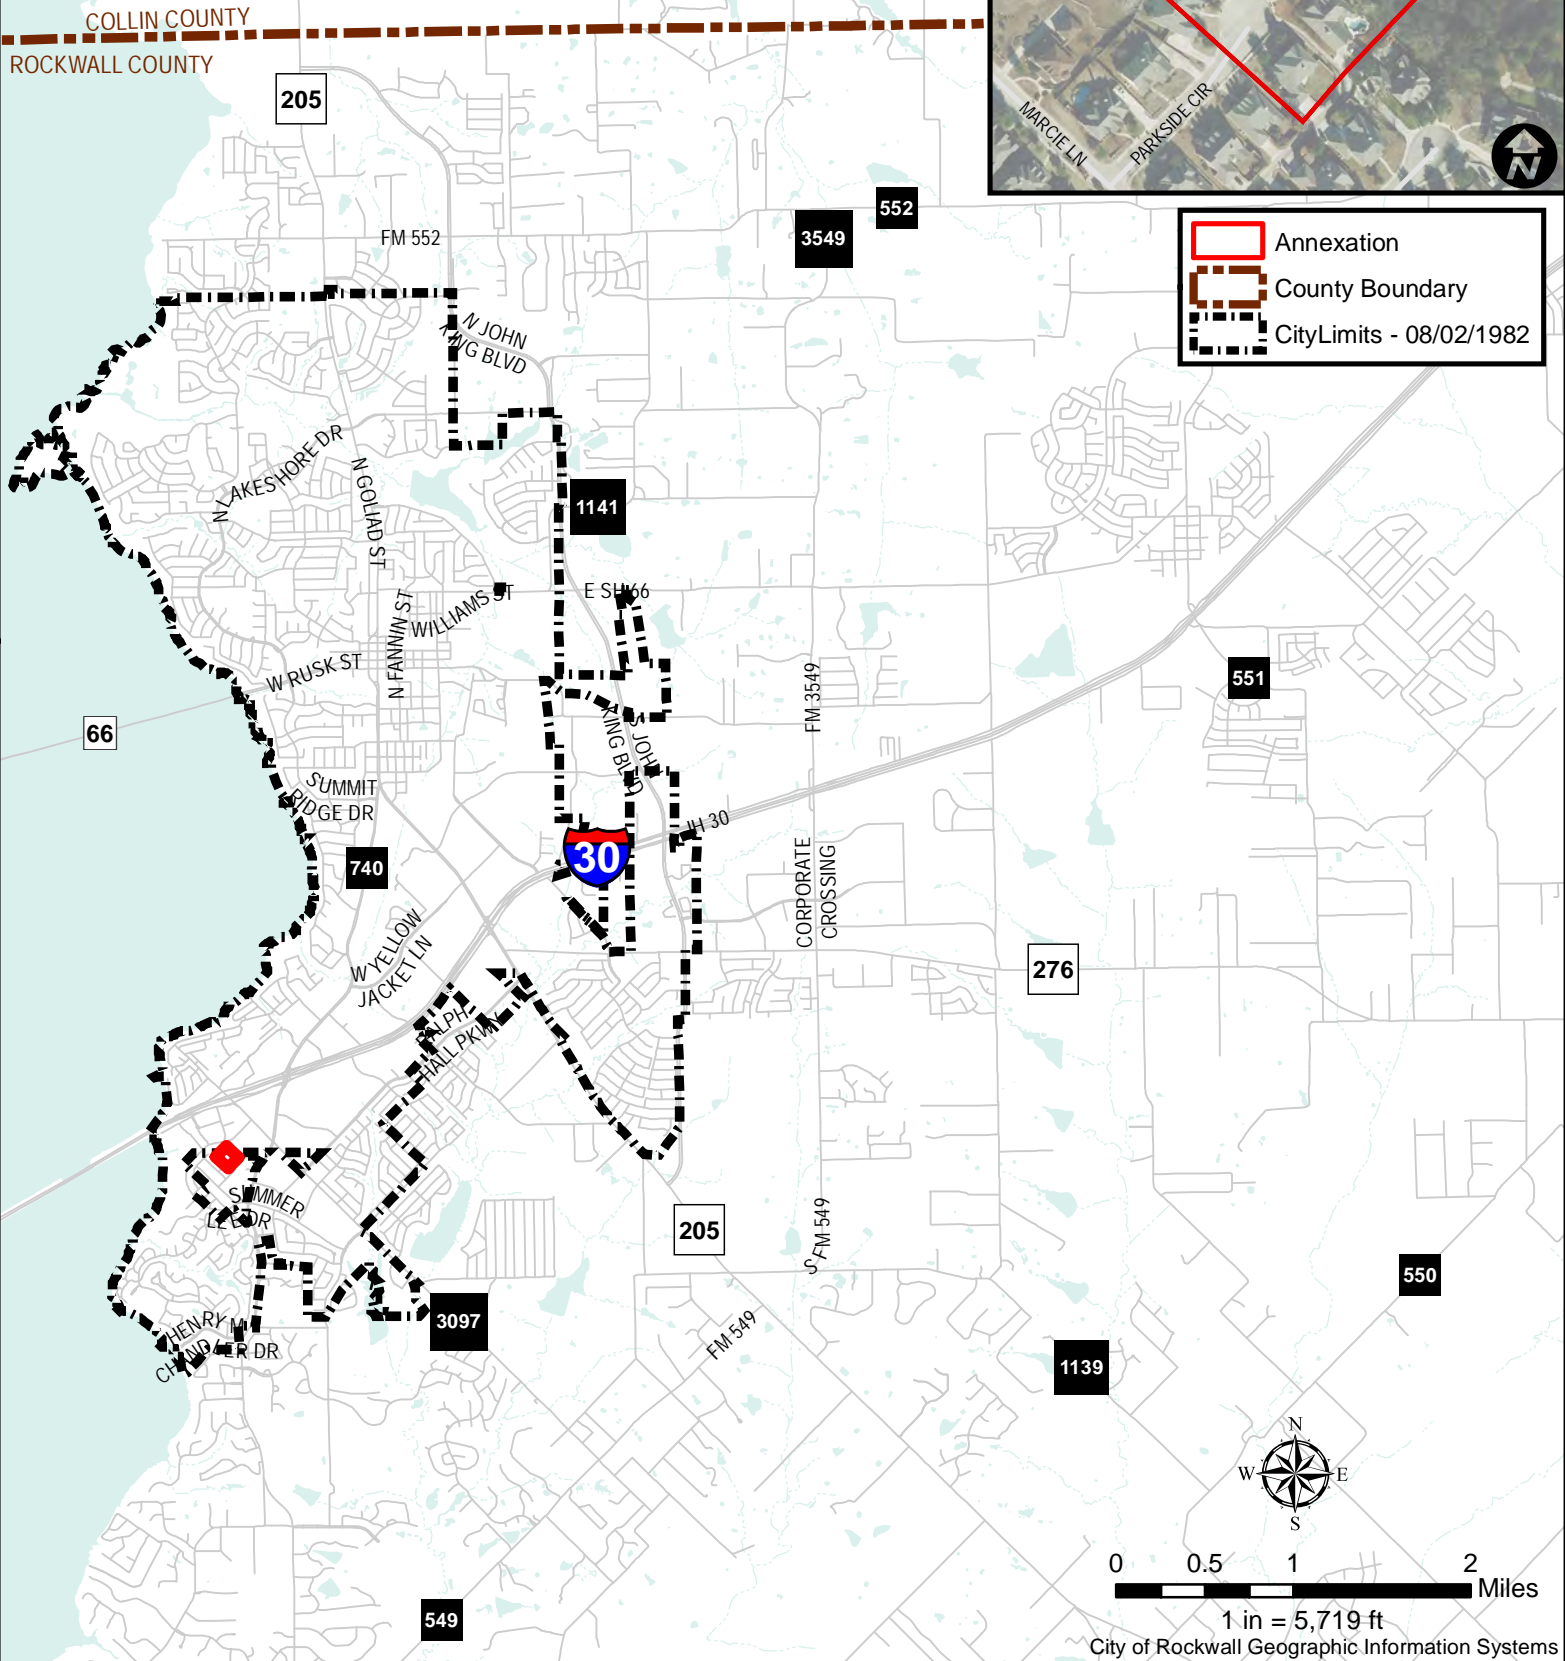 COLLIN COUNTY
ROCKWALL COUNTY
205
MARCIE LN
PARKSIDE CIR
N
552
3549
FM 552
Annexation
County Boundary
CityLimits - 08/02/1982
N JOHN
KING BLVD
N LAKESHORE DR
N GOLIAD ST
1141
E SH 66
WILLIAMS ST
N FANNIN ST
W RUSK ST
FM 3549
551
66
S JOHN
KING BLVD
SUMMIT
RIDGE DR
IH 30
30
740
CORPORATE
CROSSING
W YELLOW
JACKET LN
276
RALPH
HALL PKWY
SUMMER
LEE DR
205
S FM 549
550
3097
HENRY M
CHANDLER DR
FM 549
1139
N
W
E
S
0 0.5 1 2
Miles
1 in = 5,719 ft
549
City of Rockwall Geographic Information Systems